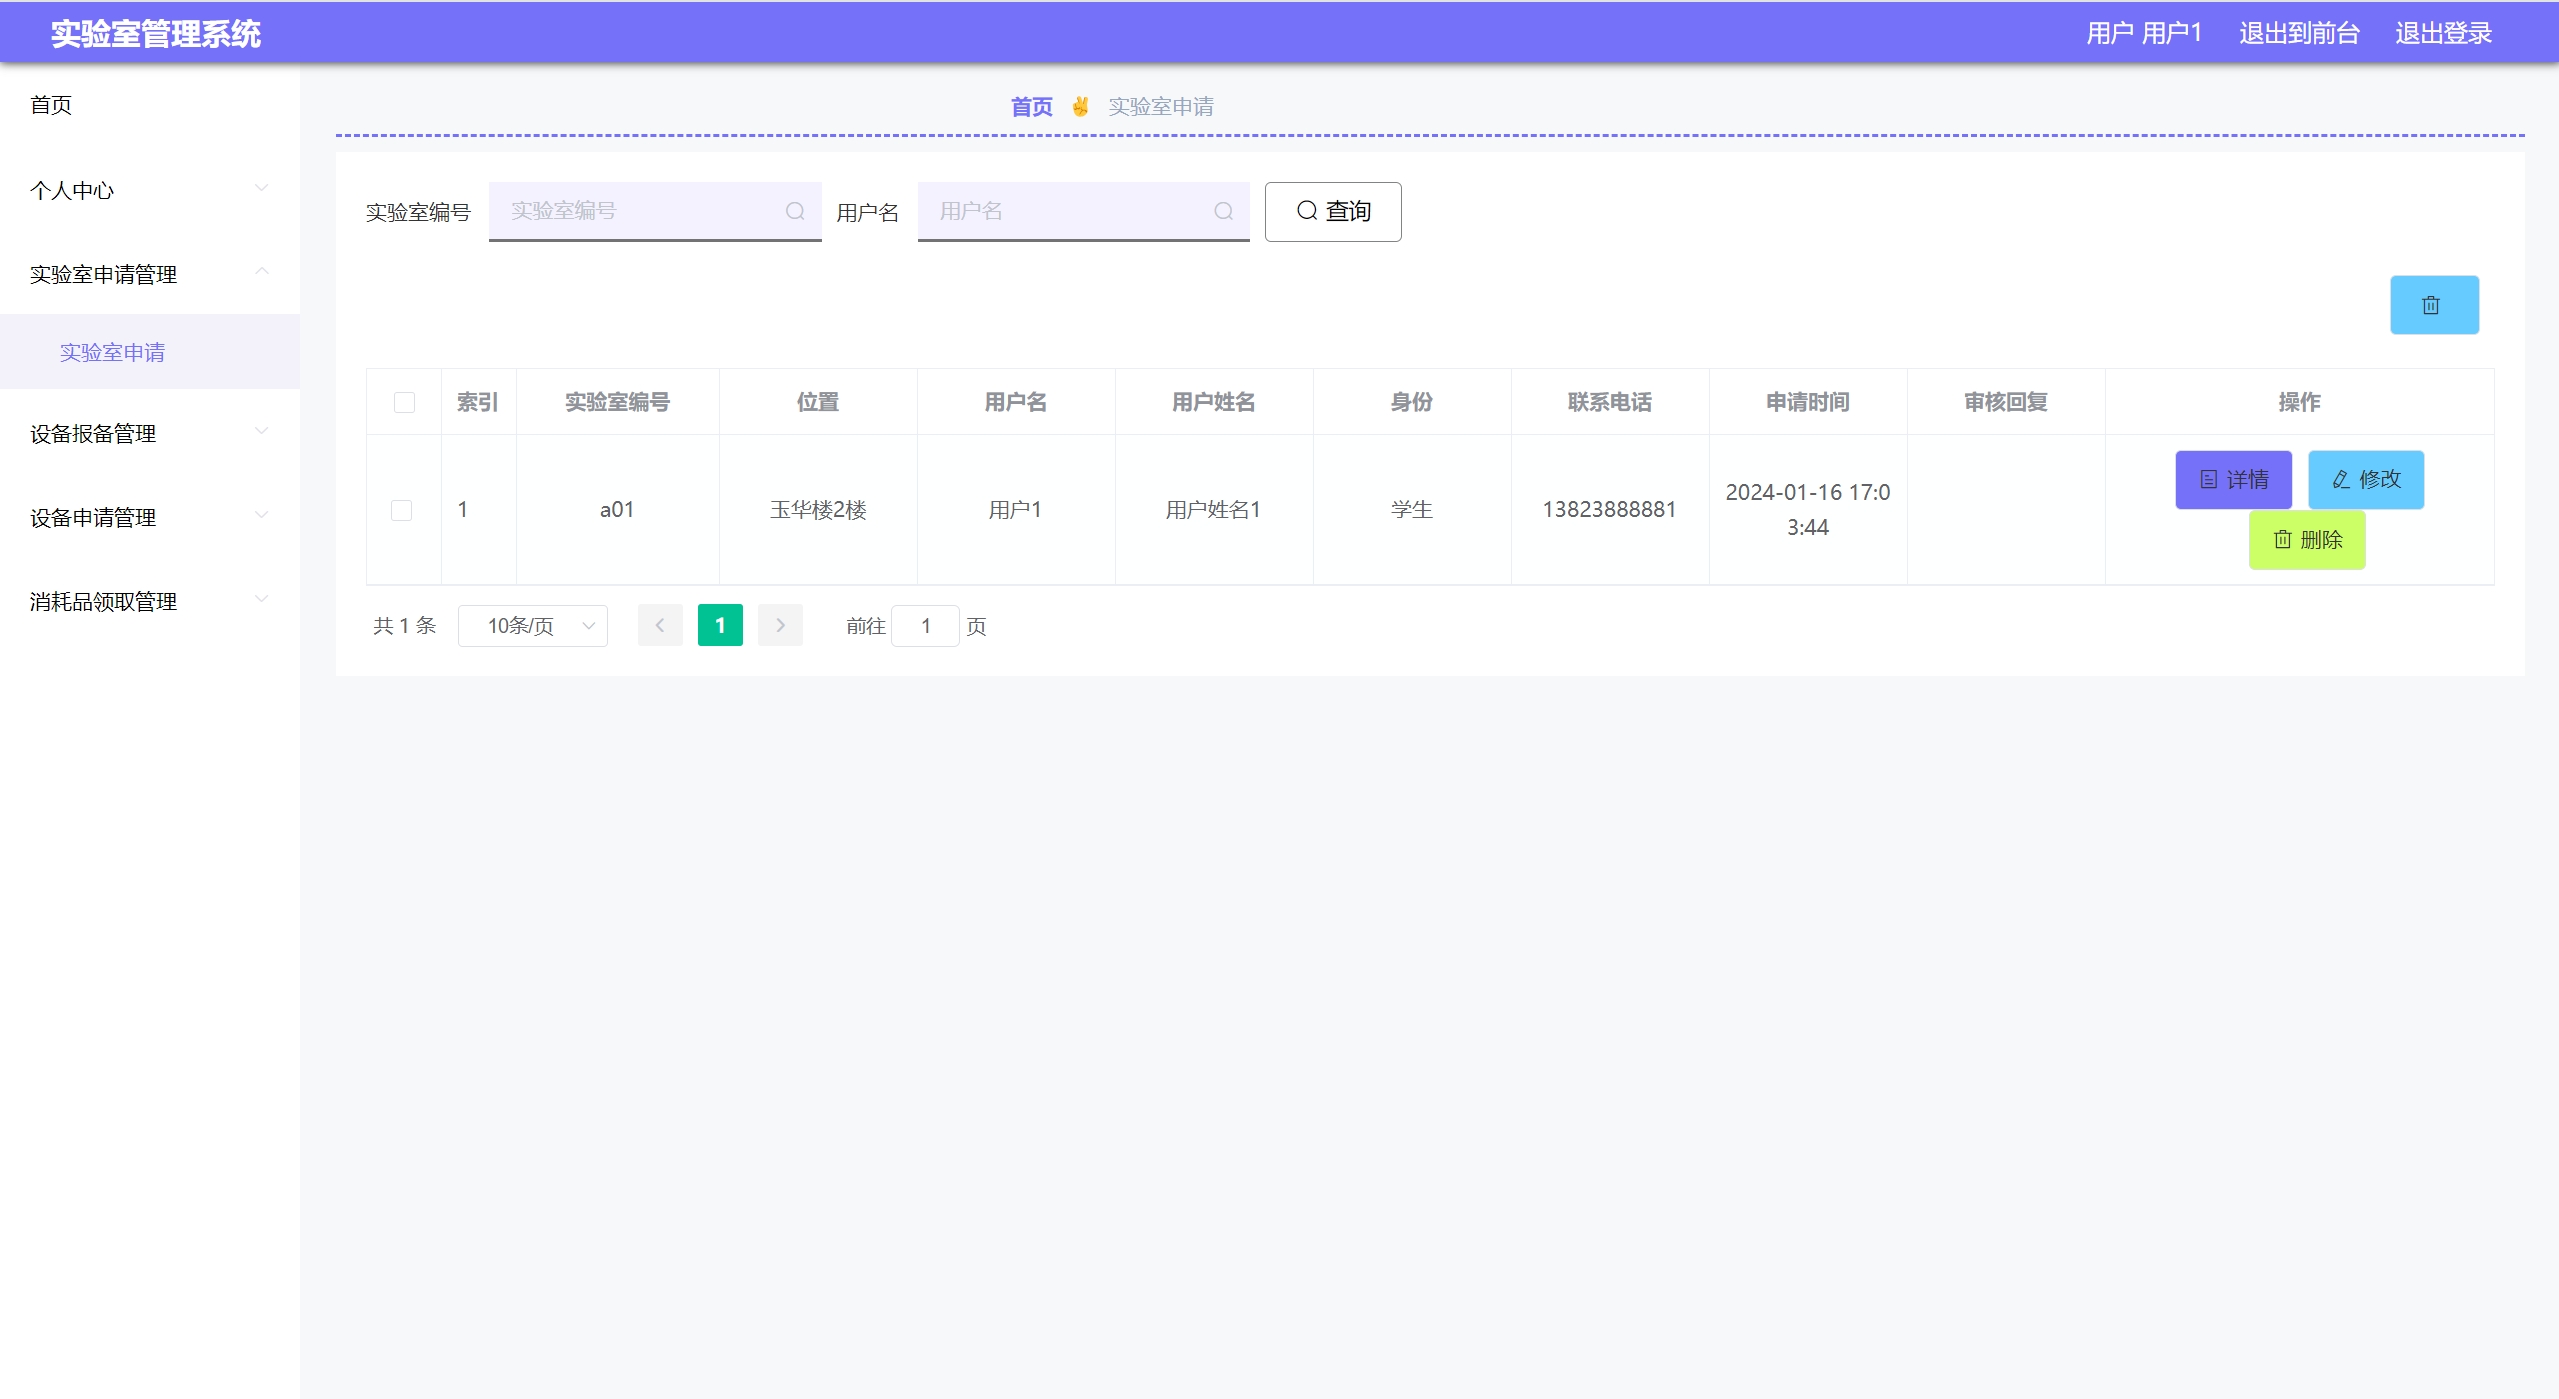 实验室管理系统
用户 用户1 退出到前台 退出登录
首页
个人中心
实验室申请管理
实验室申请
设备报备管理
设备申请管理
消耗品领取管理
首页 ✌ 实验室申请
实验室编号 实验室编号 用户名 用户名 查询
索引 实验室编号 位置 用户名 用户姓名 身份 联系电话 申请时间 审核回复 操作
1 a01 玉华楼2楼 用户1 用户姓名1 学生 13823888881 2024-01-16 17:0
3:44
详情 修改
删除
共 1 条 10条/页 1 前往 1 页